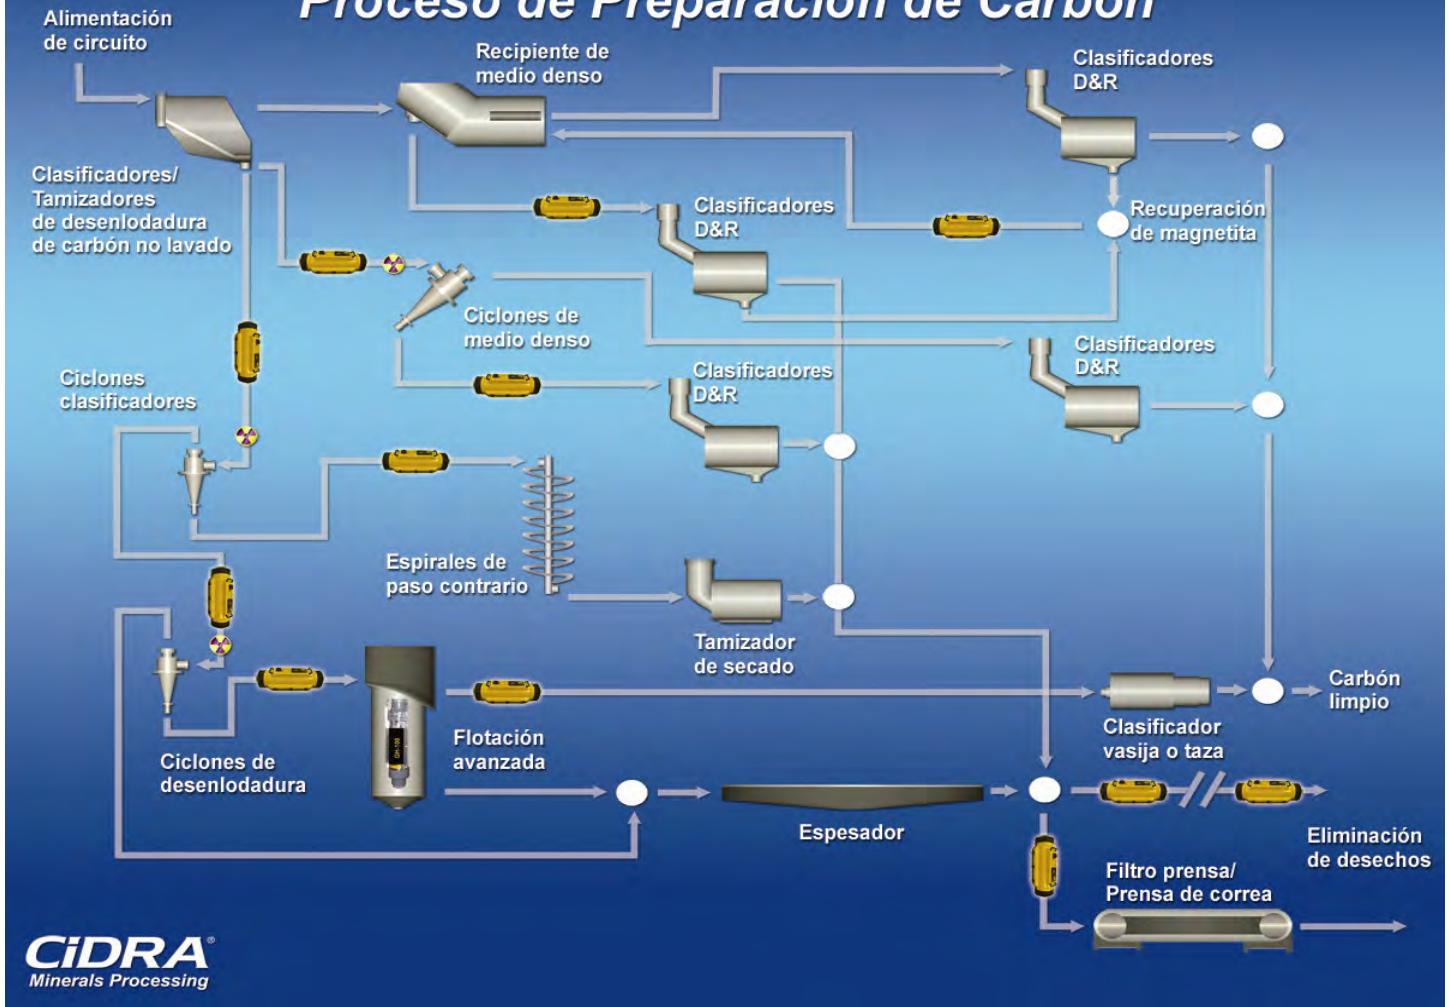 Proceso de Preparación de Carbón
Alimentación
de circuito
Recipiente de
medio denso
Clasificadores
D&R
Clasificadores/
Tamizadores
de desenlodadura
de carbón no lavado
Clasificadores
D&R
Recuperación
de magnetita
Ciclones de
medio denso
Clasificadores
D&R
Ciclones
clasificadores
Clasificadores
D&R
Espirales de
paso contrario
Tamizador
de secado
Carbón
limpio
Clasificador
vasija o taza
Flotación
avanzada
Ciclones de
desenlodadura
GH-100
Espesador
Eliminación
de desechos
Filtro prensa/
Prensa de correa
CiDRA®
Minerals Processing